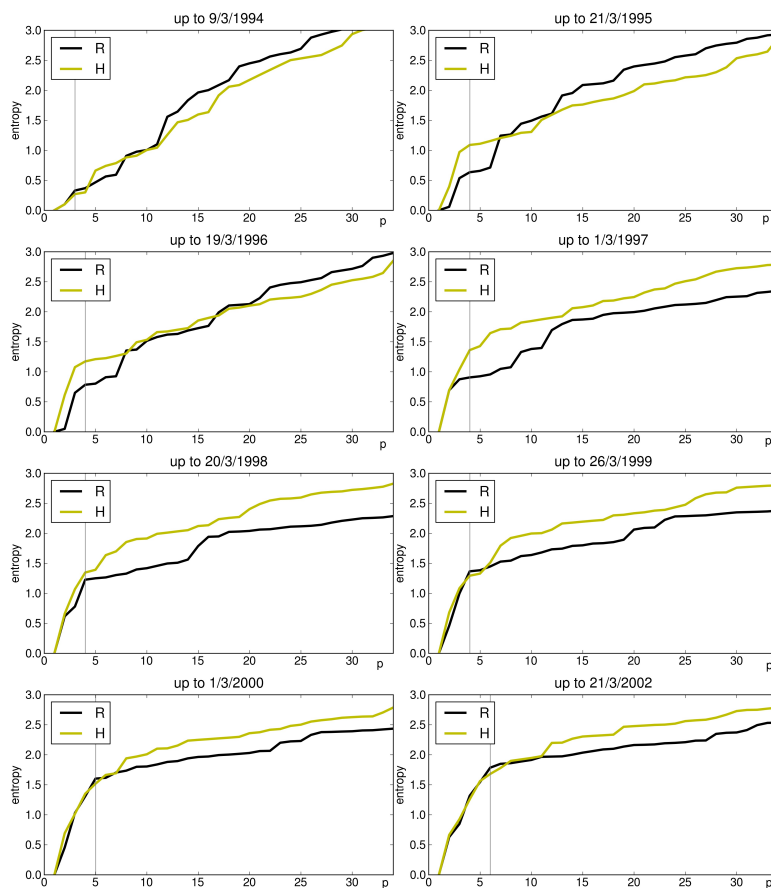 up to 9/3/1994
3.0
2.5
2.0
1.5
1.0
0.5
0.0
entropy
R
H
0 5 10 15 20 25 30
p
up to 21/3/1995
3.0
2.5
2.0
1.5
1.0
0.5
0.0
entropy
R
H
0 5 10 15 20 25 30
p
up to 19/3/1996
3.0
2.5
2.0
1.5
1.0
0.5
0.0
entropy
R
H
0 5 10 15 20 25 30
p
up to 1/3/1997
3.0
2.5
2.0
1.5
1.0
0.5
0.0
entropy
R
H
0 5 10 15 20 25 30
p
up to 20/3/1998
3.0
2.5
2.0
1.5
1.0
0.5
0.0
entropy
R
H
0 5 10 15 20 25 30
p
up to 26/3/1999
3.0
2.5
2.0
1.5
1.0
0.5
0.0
entropy
R
H
0 5 10 15 20 25 30
p
up to 1/3/2000
3.0
2.5
2.0
1.5
1.0
0.5
0.0
entropy
R
H
0 5 10 15 20 25 30
p
up to 21/3/2002
3.0
2.5
2.0
1.5
1.0
0.5
0.0
entropy
R
H
0 5 10 15 20 25 30
p